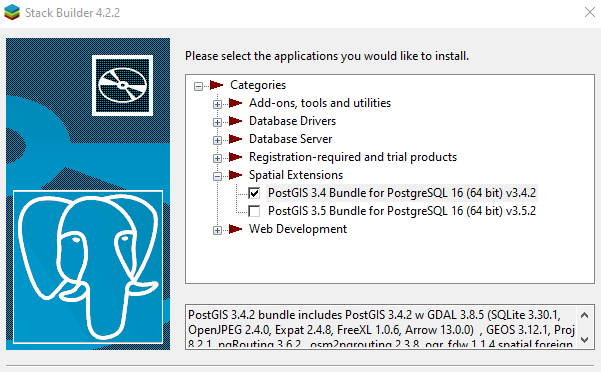 Stack Builder 4.2.2
Please select the applications you would like to install.
Categories
Add-ons, tools and utilities
Database Drivers
Database Server
Registration-required and trial products
Spatial Extensions
PostGIS 3.4 Bundle for PostgreSQL 16 (64 bit) v3.4.2
PostGIS 3.5 Bundle for PostgreSQL 16 (64 bit) v3.5.2
Web Development
PostGIS 3.4.2 bundle includes PostGIS 3.4.2 w GDAL 3.8.5 (SQLite 3.30.1,
OpenJPEG 2.4.0, Expat 2.4.8, FreeXL 1.0.6, Arrow 13.0.0) , GEOS 3.12.1, Proj
8.2.1, pgRouting 3.6.2, osm2pgrouting 2.3.8, ogr_fdw 1.1.4 spatial foreign